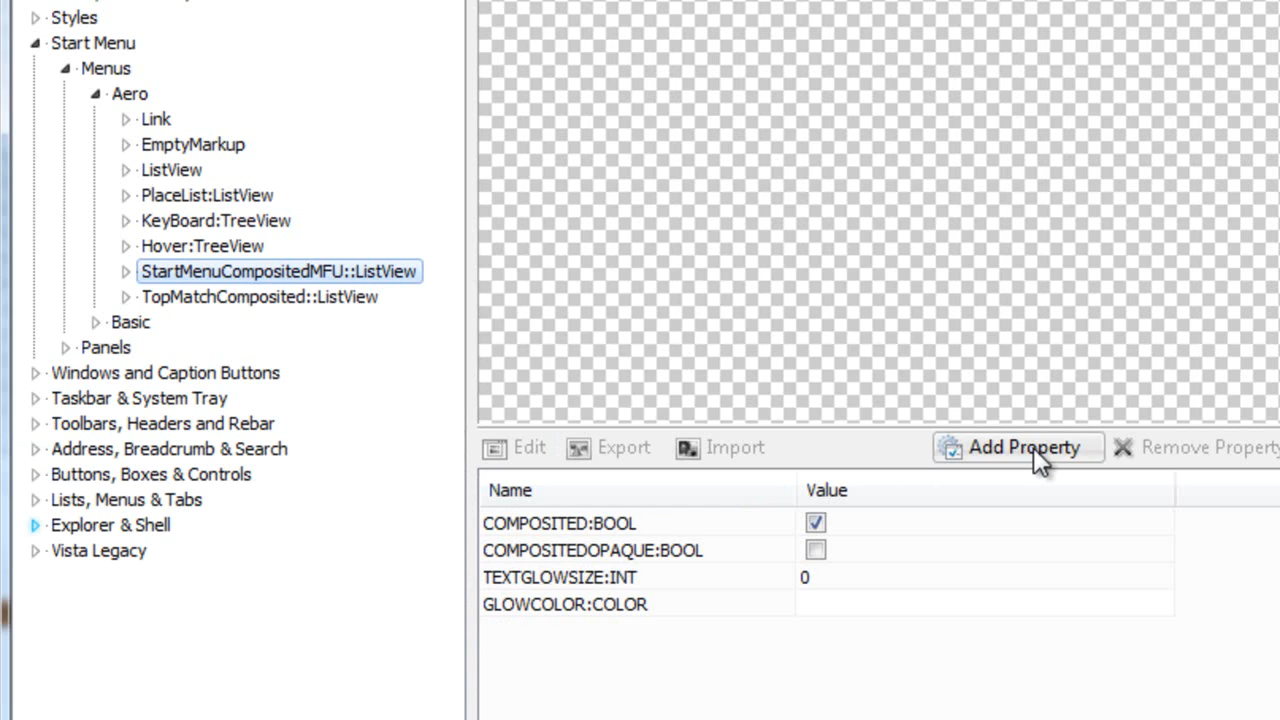 Styles
Start Menu
Menus
Aero
Link
EmptyMarkup
ListView
PlaceList:ListView
KeyBoard:TreeView
Hover:TreeView
StartMenuCompositedMFU::ListView
TopMatchComposited::ListView
Basic
Panels
Windows and Caption Buttons
Taskbar & System Tray
Toolbars, Headers and Rebar
Address, Breadcrumb & Search
Buttons, Boxes & Controls
Lists, Menus & Tabs
Explorer & Shell
Vista Legacy
Edit Export Import Add Property Remove Property
Name Value
COMPOSITED:BOOL
COMPOSITEDOPAQUE:BOOL
TEXTGLOWSIZE:INT 0
GLOWCOLOR:COLOR